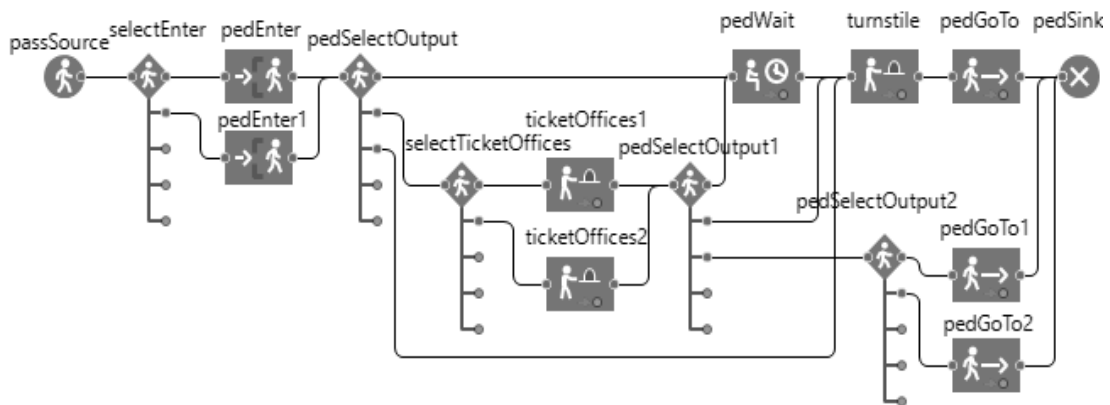 passSource
selectEnter
pedEnter
pedSelectOutput
pedWait
turnstile
pedGoTo
pedSink
pedEnter1
selectTicketOffices
ticketOffices1
pedSelectOutput1
pedSelectOutput2
ticketOffices2
pedGoTo1
pedGoTo2